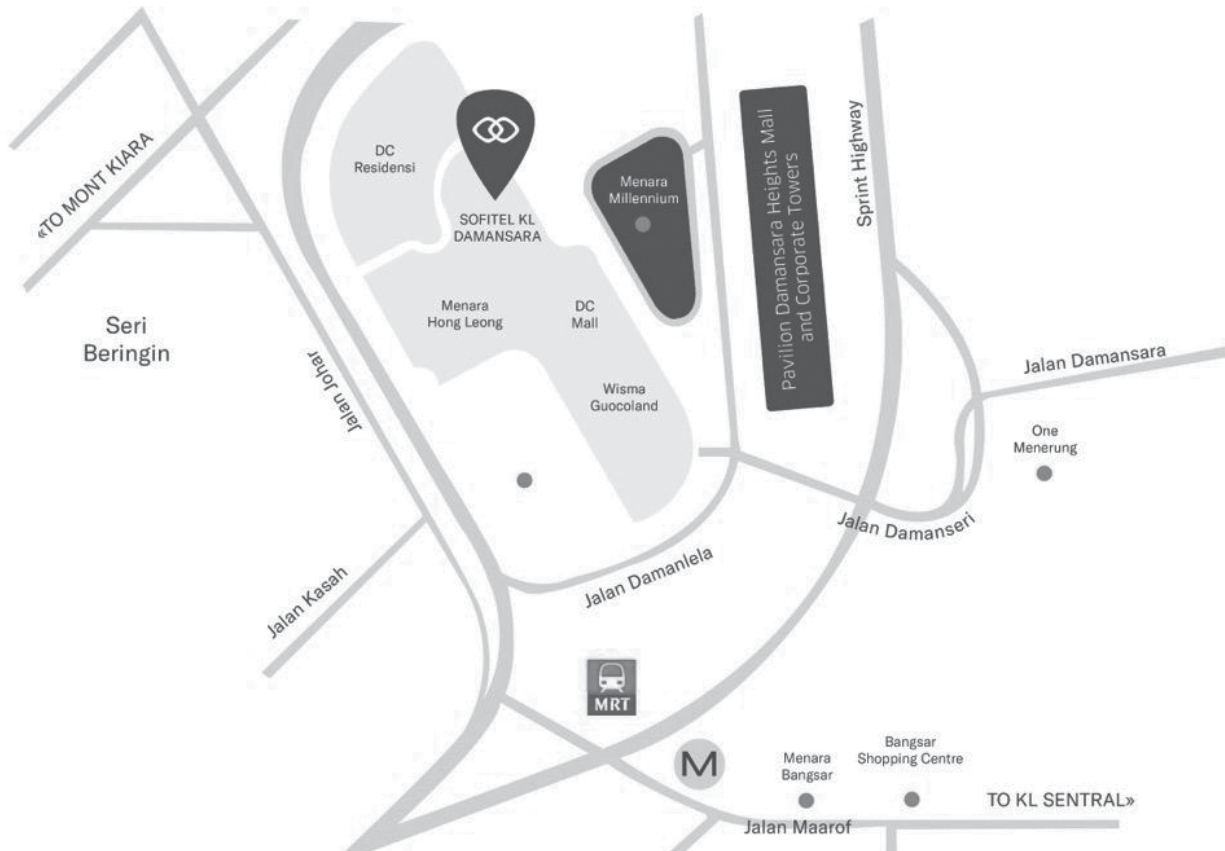 «TO MONT KIARA
DC
Residensi
SOFITEL KL
DAMANSARA
Menara
Millennium
Pavilion Damansara Heights Mall
and Corporate Towers
Sprint Highway
Seri
Beringin
Jalan Johar
Menara
Hong Leong
DC
Mall
Wisma
Guocoland
Jalan Damansara
One
Menerung
Jalan Damanseri
Jalan Damanlela
Jalan Kasah
MRT
M
Menara
Bangsar
Bangsar
Shopping Centre
TO KL SENTRAL»
Jalan Maarof